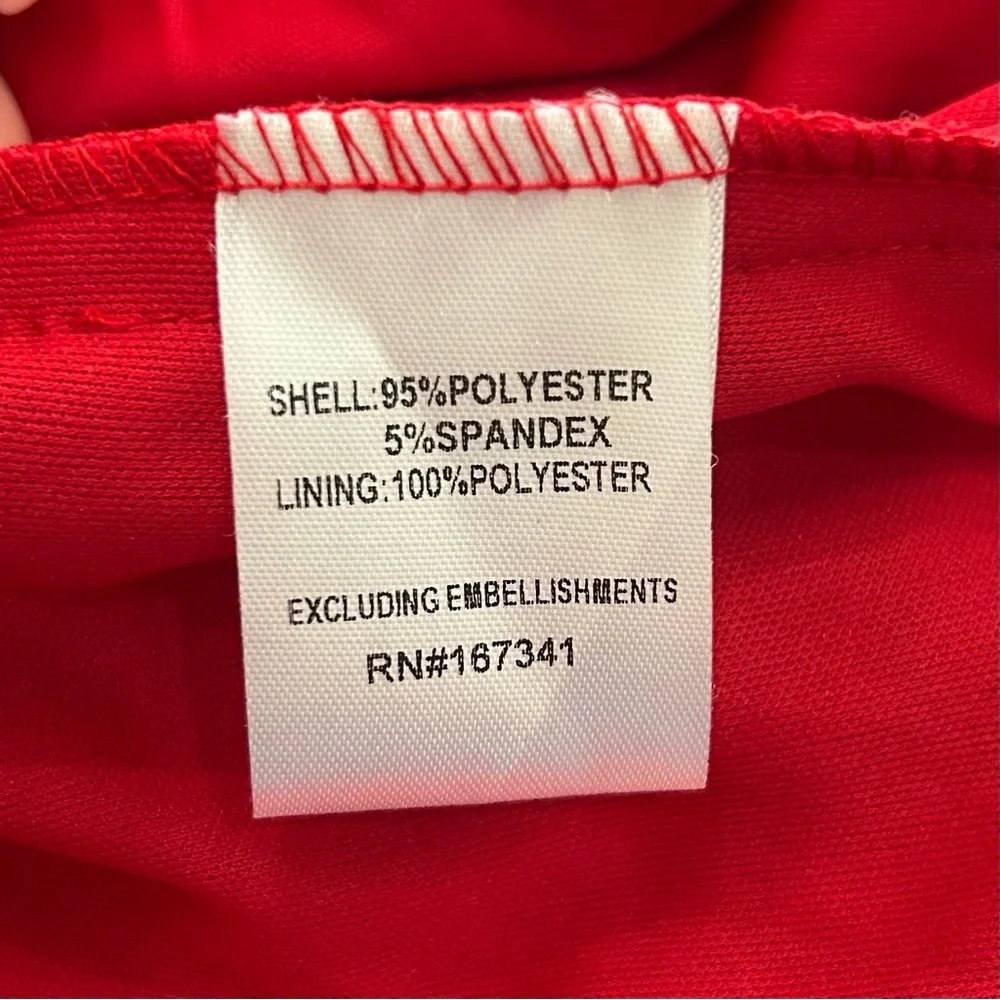 SHELL:95%POLYESTER
5%SPANDEX
LINING:100%POLYESTER
EXCLUDING EMBELLISHMENTS
RN#167341